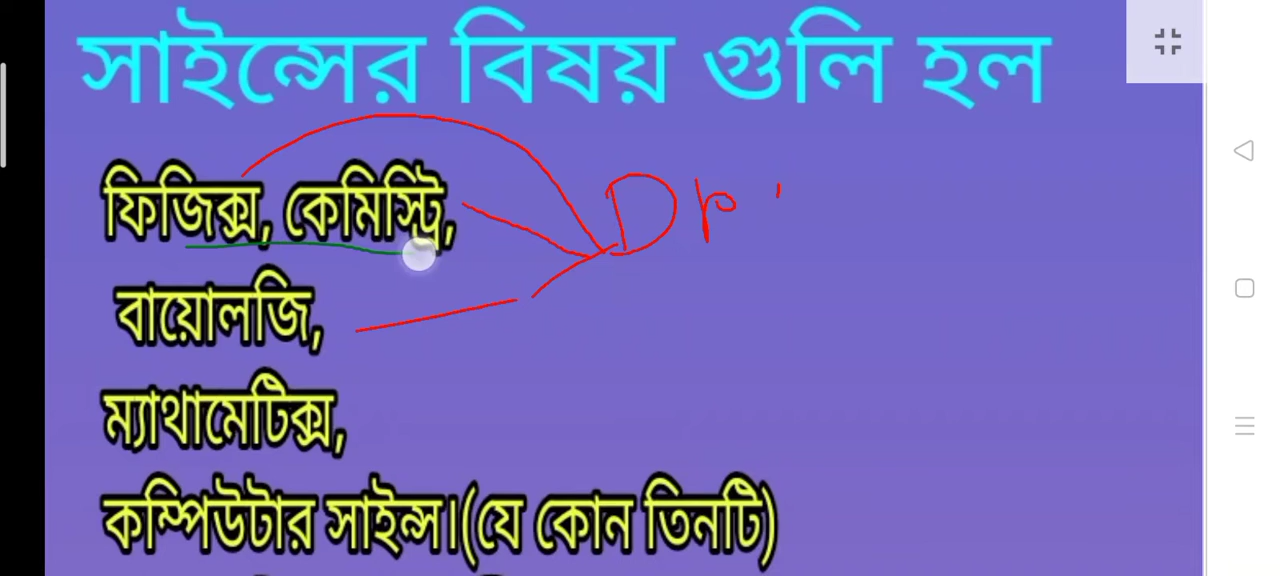 সাইন্সের বিষয় গুলি হল
ফিজিক্স, কেমিস্ট্রি,
বায়োলজি,
ম্যাথামেটিক্স,
কম্পিউটার সাইন্স।(যে কোন তিনটি)